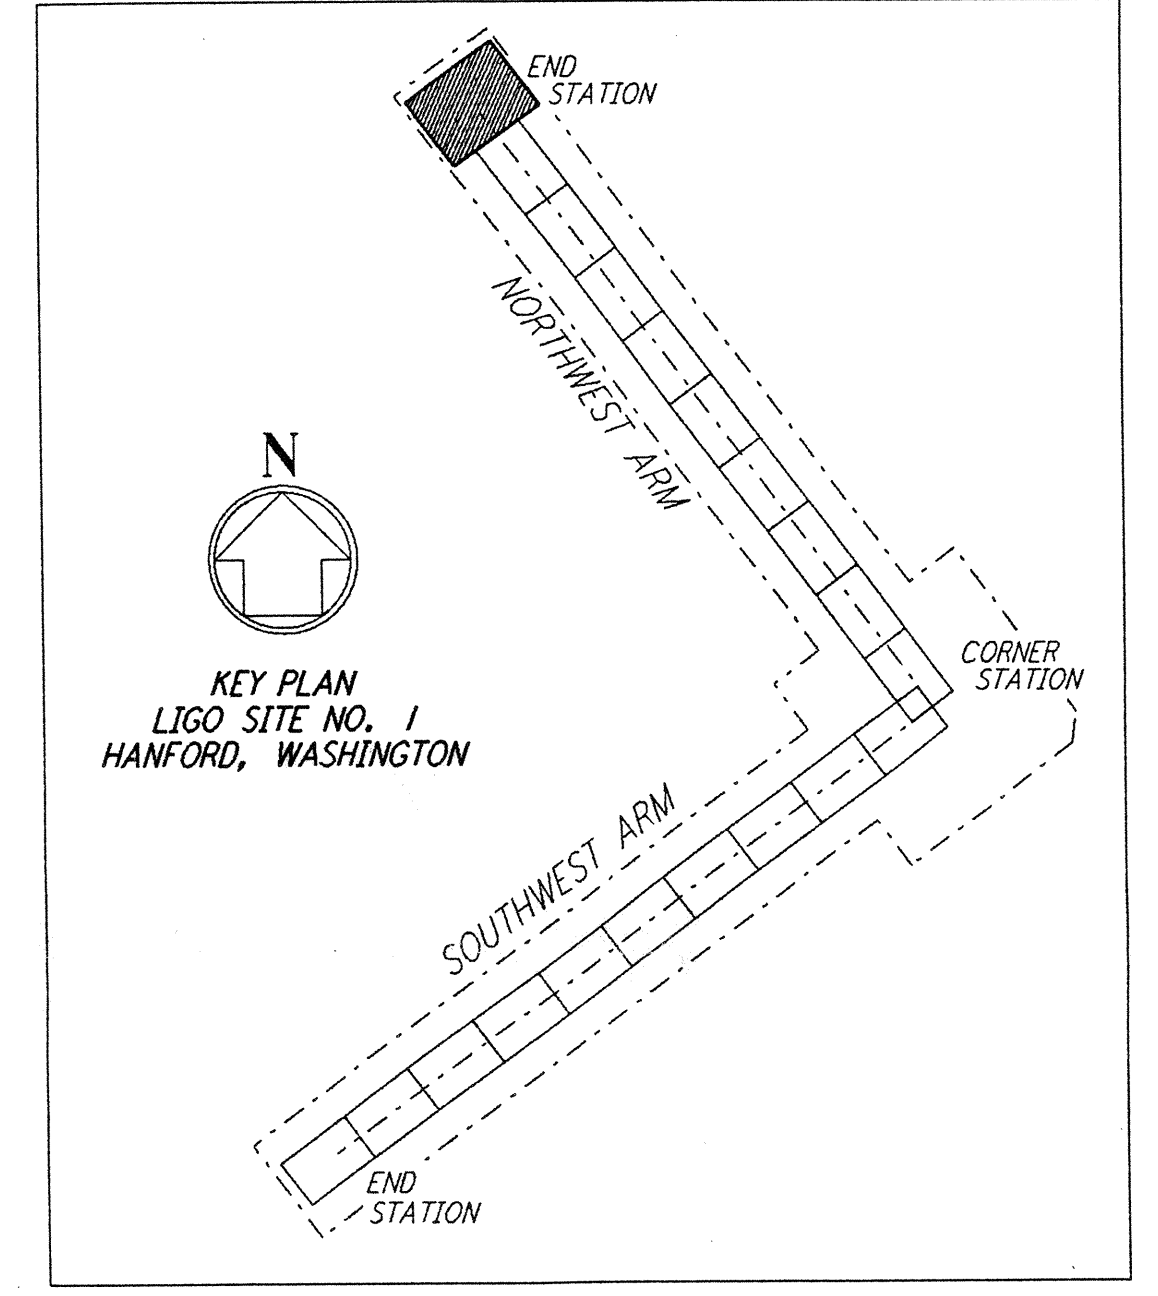 END
STATION
NORTHWEST ARM
N
CORNER
STATION
KEY PLAN
LIGO SITE NO. 1
HANFORD, WASHINGTON
SOUTHWEST ARM
END
STATION